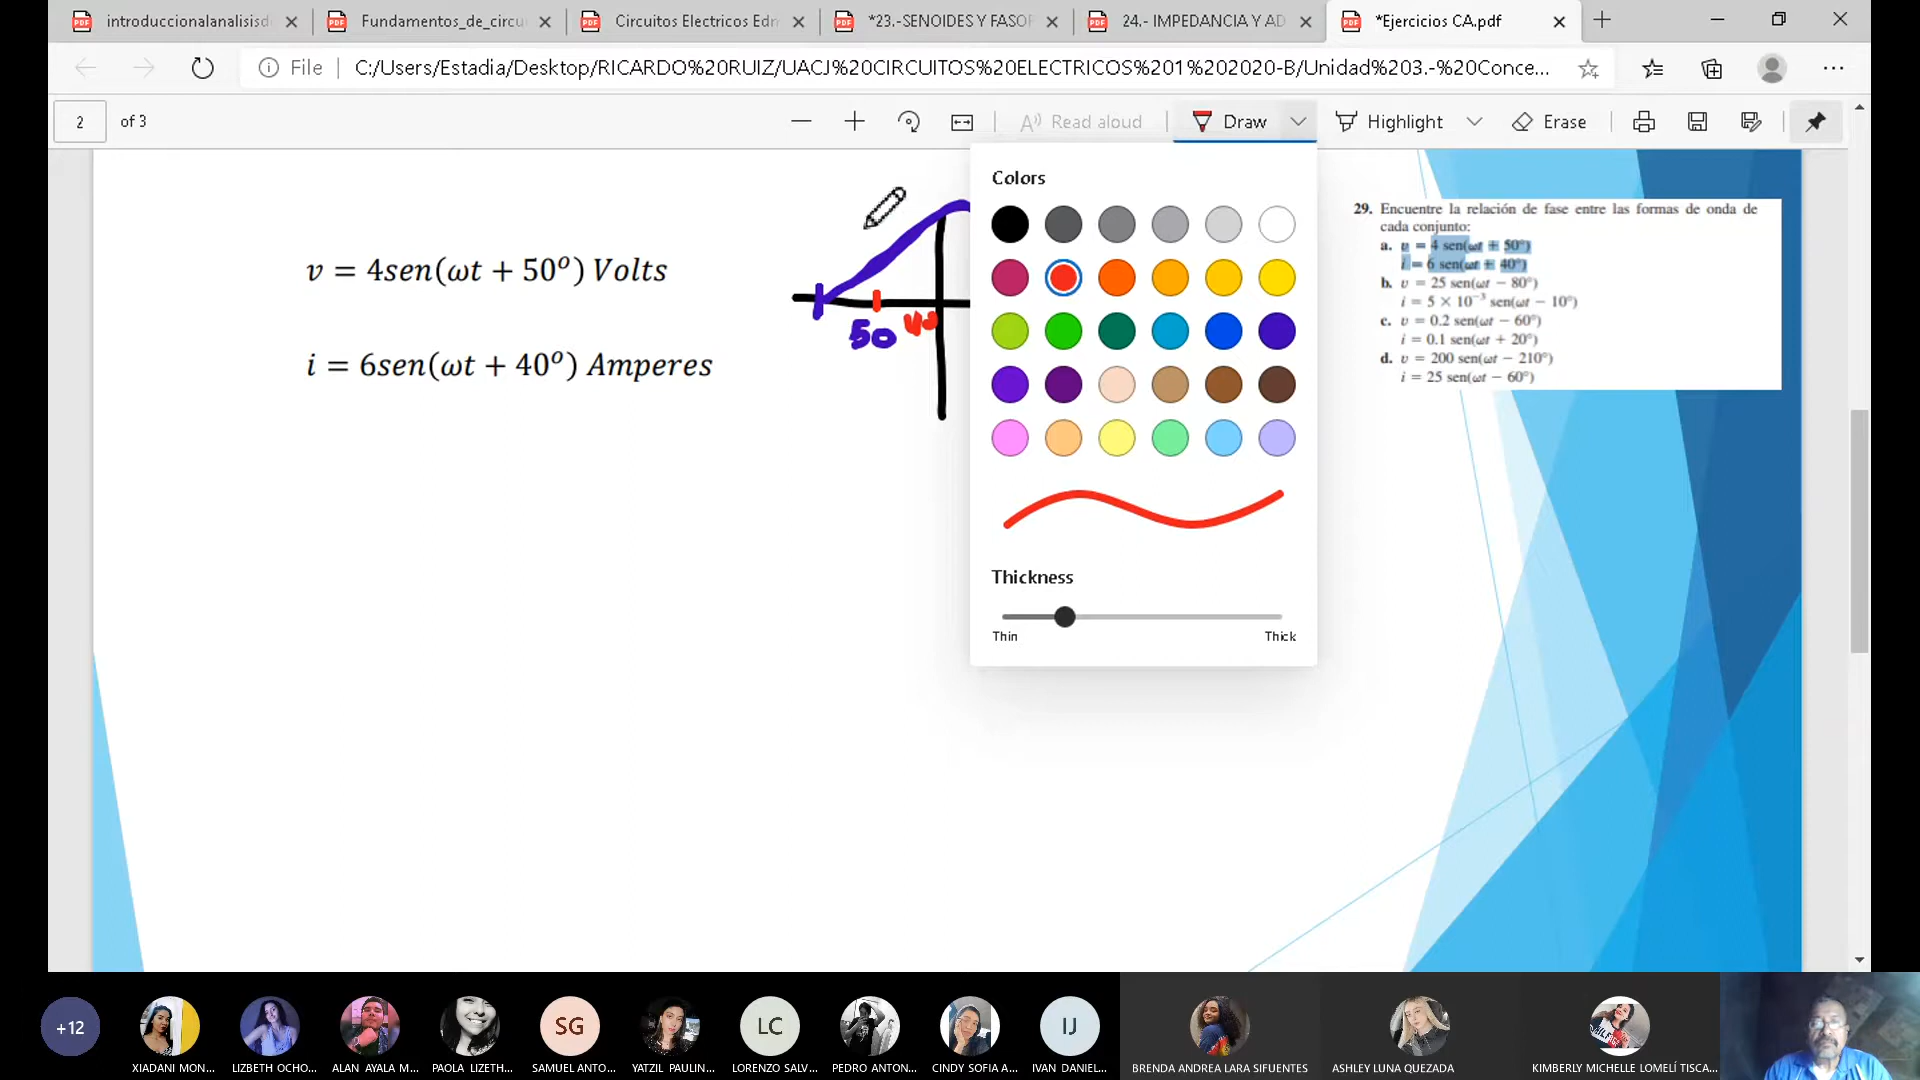 introduccionalanalisisd
Fundamentos_de_circu
Circuitos Electricos Edm
*23.-SENOIDES Y FASOF
24.- IMPEDANCIA Y AD
*Ejercicios CA.pdf
File
C:/Users/Estadia/Desktop/RICARDO%20RUIZ/UACJ%20CIRCUITOS%20ELECTRICOS%201%202020-B/Unidad%203.-%20Conce...
2 of 3
Read aloud
Draw
Highlight
Erase
v = 4sen(ωt + 50º) Volts
i = 6sen(ωt + 40º) Amperes
50 40
Colors
Thickness
Thin Thick
29. Encuentre la relación de fase entre las formas de onda de
cada conjunto:
a. v = 4 sen(ωt + 50°)
i = 6 sen(ωt + 40°)
b. v = 25 sen(ωt − 80°)
i = 5 × 10⁻³ sen(ωt − 10°)
c. v = 0.2 sen(ωt − 60°)
i = 0.1 sen(ωt + 20°)
d. v = 200 sen(ωt − 210°)
i = 25 sen(ωt − 60°)
+12
SG
LC
IJ
XIADANI MON...
LIZBETH OCHO...
ALAN AYALA M...
PAOLA LIZETH...
SAMUEL ANTO...
YATZIL PAULIN...
LORENZO SALV...
PEDRO ANTON...
CINDY SOFIA A...
IVAN DANIEL...
BRENDA ANDREA LARA SIFUENTES
ASHLEY LUNA QUEZADA
KIMBERLY MICHELLE LOMELÍ TISCA...